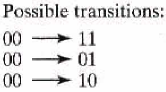 Possible transitions:
00 → 11
00 → 01
00 → 10